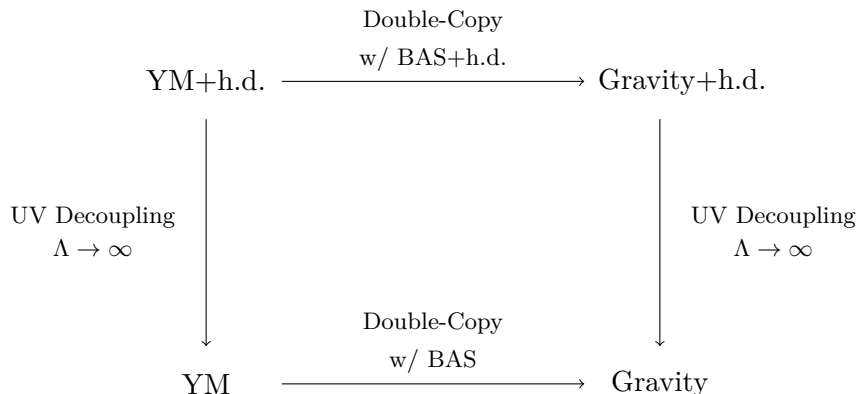 Double-Copy
w/ BAS+h.d.
YM+h.d.
Gravity+h.d.
UV Decoupling
Λ → ∞
UV Decoupling
Λ → ∞
Double-Copy
w/ BAS
YM
Gravity